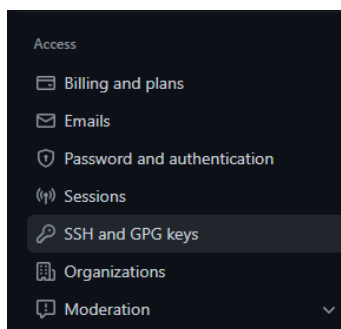 Access
Billing and plans
Emails
Password and authentication
Sessions
SSH and GPG keys
Organizations
Moderation